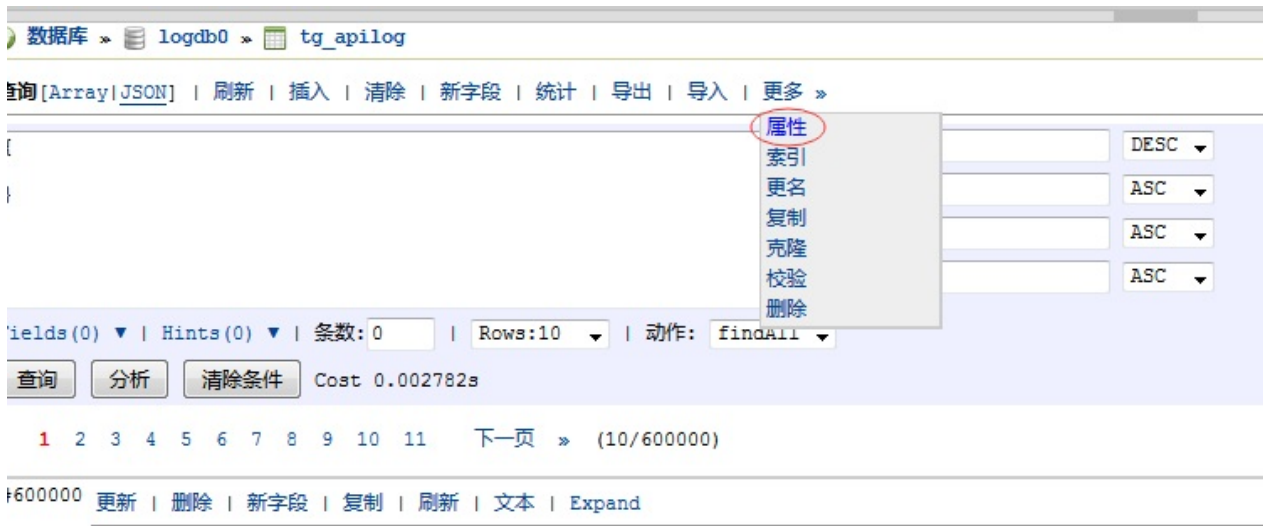 数据库 » logdb0 » tg_apilog
查询[Array|JSON] | 刷新 | 插入 | 清除 | 新字段 | 统计 | 导出 | 导入 | 更多 »
属性
DESC
索引
更名
ASC
复制
ASC
克隆
校验
ASC
删除
Fields(0) ▼ | Hints(0) ▼ | 条数: 0 | Rows:10 | 动作: findAll
查询 分析 清除条件 Cost 0.002782s
1 2 3 4 5 6 7 8 9 10 11 下一页 » (10/600000)
#600000 更新 | 删除 | 新字段 | 复制 | 刷新 | 文本 | Expand